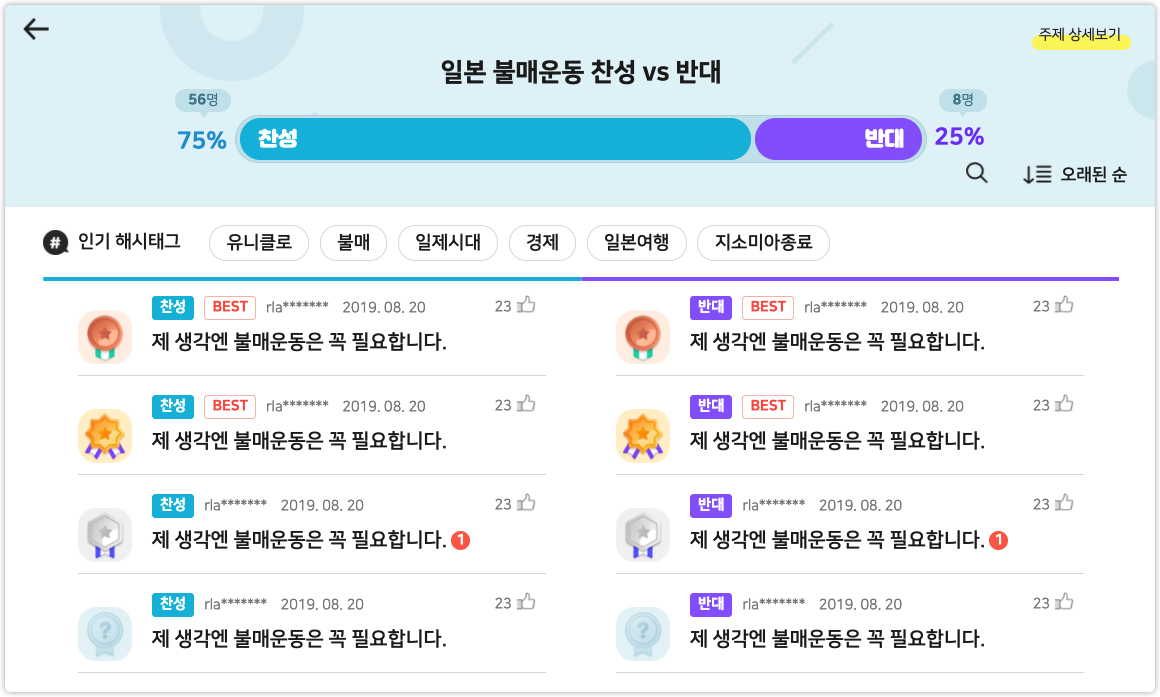 주제 상세보기
일본 불매운동 찬성 vs 반대
56명
8명
75%
찬성
반대
25%
오래된 순
# 인기 해시태그
유니클로
불매
일제시대
경제
일본여행
지소미아종료
찬성 BEST rla******* 2019. 08. 20 23
제 생각엔 불매운동은 꼭 필요합니다.
찬성 BEST rla******* 2019. 08. 20 23
제 생각엔 불매운동은 꼭 필요합니다.
찬성 rla******* 2019. 08. 20 23
제 생각엔 불매운동은 꼭 필요합니다. 1
? 찬성 rla******* 2019. 08. 20 23
제 생각엔 불매운동은 꼭 필요합니다.
반대 BEST rla******* 2019. 08. 20 23
제 생각엔 불매운동은 꼭 필요합니다.
반대 BEST rla******* 2019. 08. 20 23
제 생각엔 불매운동은 꼭 필요합니다.
반대 rla******* 2019. 08. 20 23
제 생각엔 불매운동은 꼭 필요합니다. 1
? 반대 rla******* 2019. 08. 20 23
제 생각엔 불매운동은 꼭 필요합니다.